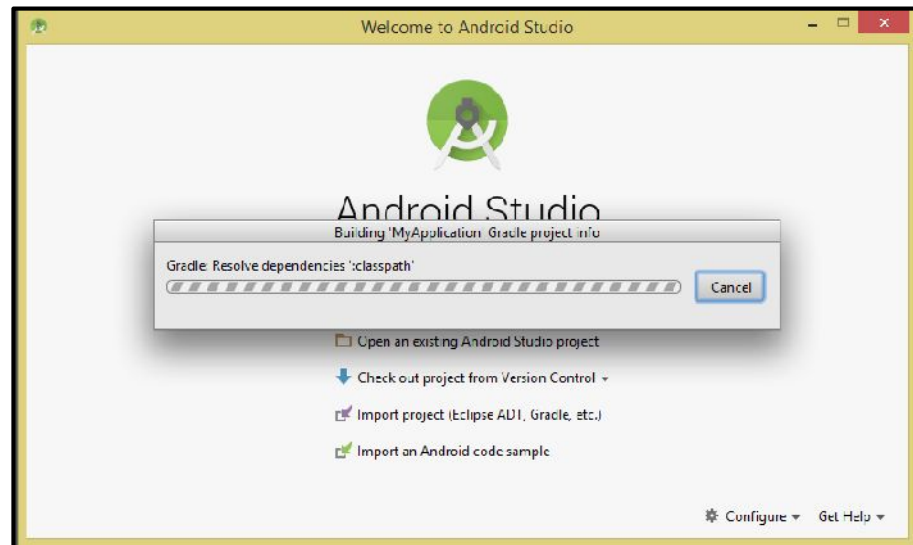 Welcome to Android Studio
Android Studio
Building 'MyApplication' Gradle project info
Gradle: Resolve dependencies ':classpath'
Cancel
Open an existing Android Studio project
Check out project from Version Control
Import project (Eclipse ADT, Gradle, etc.)
Import an Android code sample
Configure Get Help